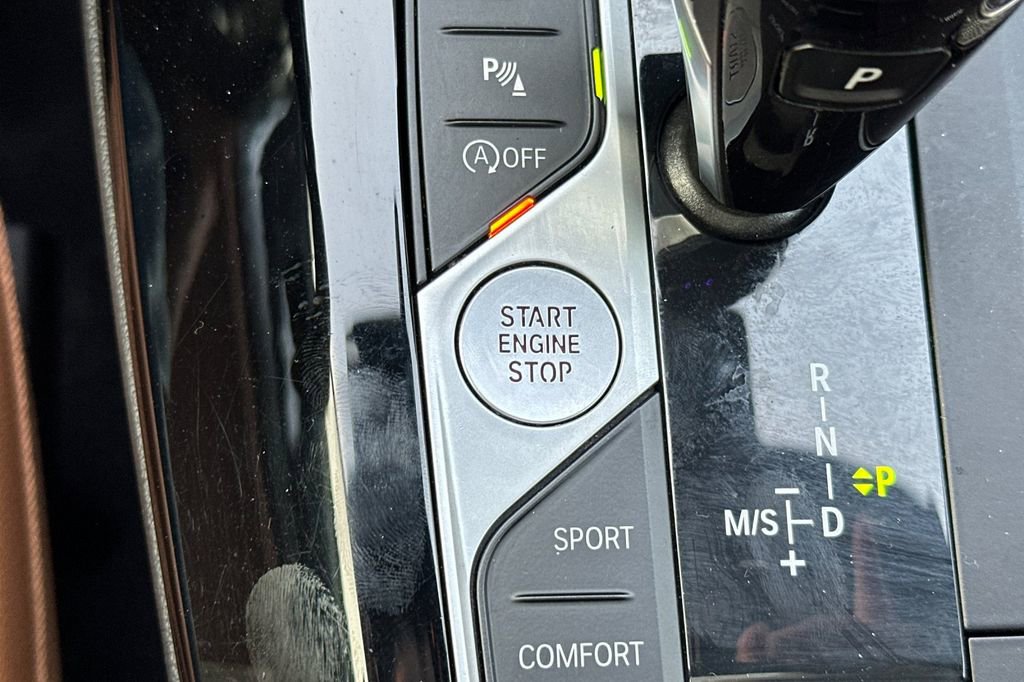 P
P
A OFF
START
ENGINE
STOP
R
N
P
M/S D
SPORT
COMFORT